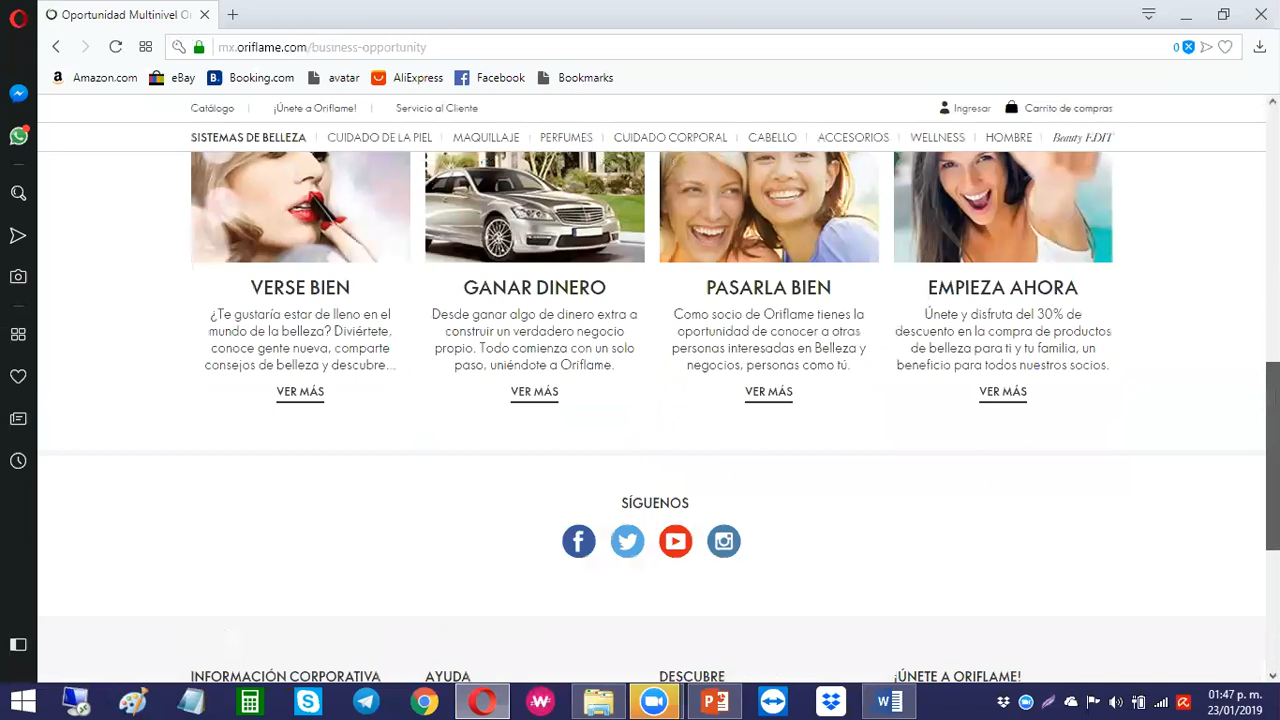 Oportunidad Multinivel O
mx.oriflame.com/business-opportunity
0
Amazon.com eBay Booking.com avatar AliExpress Facebook Bookmarks
Catálogo ¡Únete a Oriflame! Servicio al Cliente Ingresar Carrito de compras
SISTEMAS DE BELLEZA CUIDADO DE LA PIEL MAQUILLAJE PERFUMES CUIDADO CORPORAL CABELLO ACCESORIOS WELLNESS HOMBRE Beauty EDIT
VERSE BIEN
¿Te gustaría estar de lleno en el
mundo de la belleza? Diviértete,
conoce gente nueva, comparte
consejos de belleza y descubre...
VER MÁS
GANAR DINERO
Desde ganar algo de dinero extra a
construir un verdadero negocio
propio. Todo comienza con un solo
paso, uniéndote a Oriflame.
VER MÁS
PASARLA BIEN
Como socio de Oriflame tienes la
oportunidad de conocer a otras
personas interesadas en Belleza y
negocios, personas como tú.
VER MÁS
EMPIEZA AHORA
Únete y disfruta del 30% de
descuento en la compra de productos
de belleza para ti y tu familia, un
beneficio para todos nuestros socios.
VER MÁS
SÍGUENOS
INFORMACIÓN CORPORATIVA AYUDA DESCUBRE ¡ÚNETE A ORIFLAME!
01:47 p. m.
23/01/2019